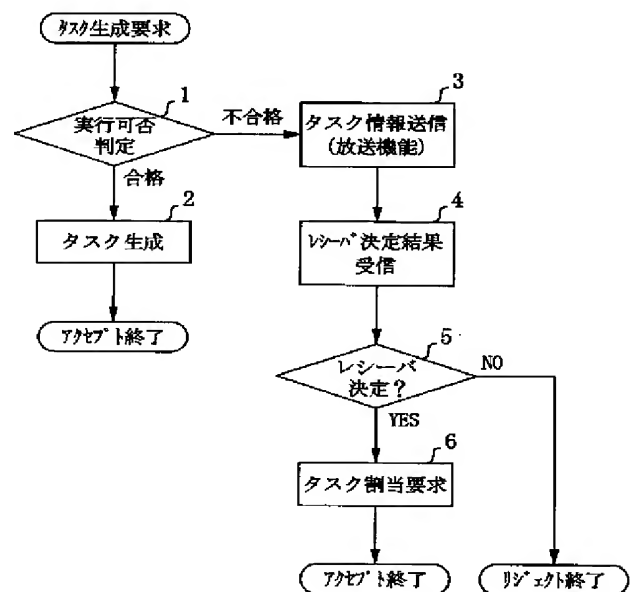 タスク生成要求
1
実行可否
判定
不合格
合格
2
タスク生成
アクセプト終了
3
タスク情報送信
(放送機能)
4
レシーバ決定結果
受信
5
レシーバ
決定?
NO
YES
6
タスク割当要求
アクセプト終了
リジェクト終了